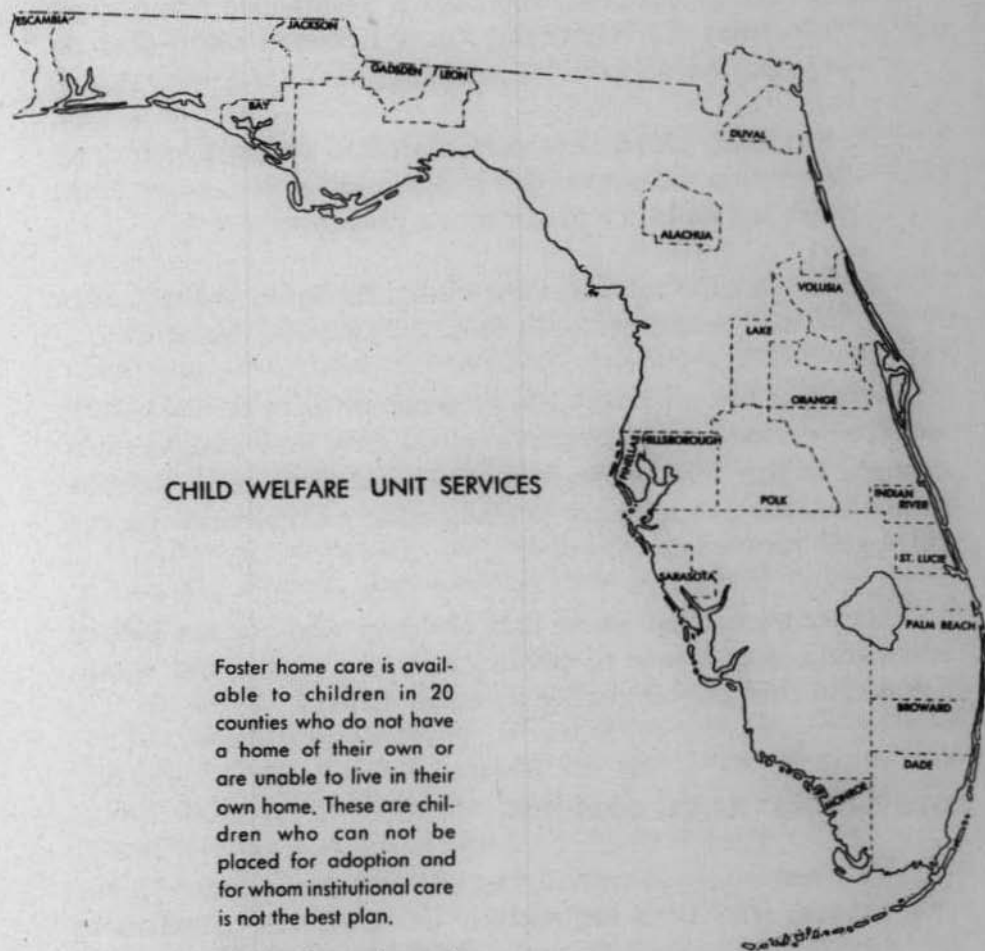 ESCAMBIA
JACKSON
GADSDEN
LEON
BAY
DUVAL
ALACHUA
VOLUSIA
LAKE
ORANGE
PINELLAS
HILLSBOROUGH
POLK
INDIAN
RIVER
CHILD WELFARE UNIT SERVICES
ST. LUCIE
SARASOTA
PALM BEACH
BROWARD
DADE
MONROE
Foster home care is avail-
able to children in 20
counties who do not have
a home of their own or
are unable to live in their
own home. These are chil-
dren who can not be
placed for adoption and
for whom institutional care
is not the best plan.